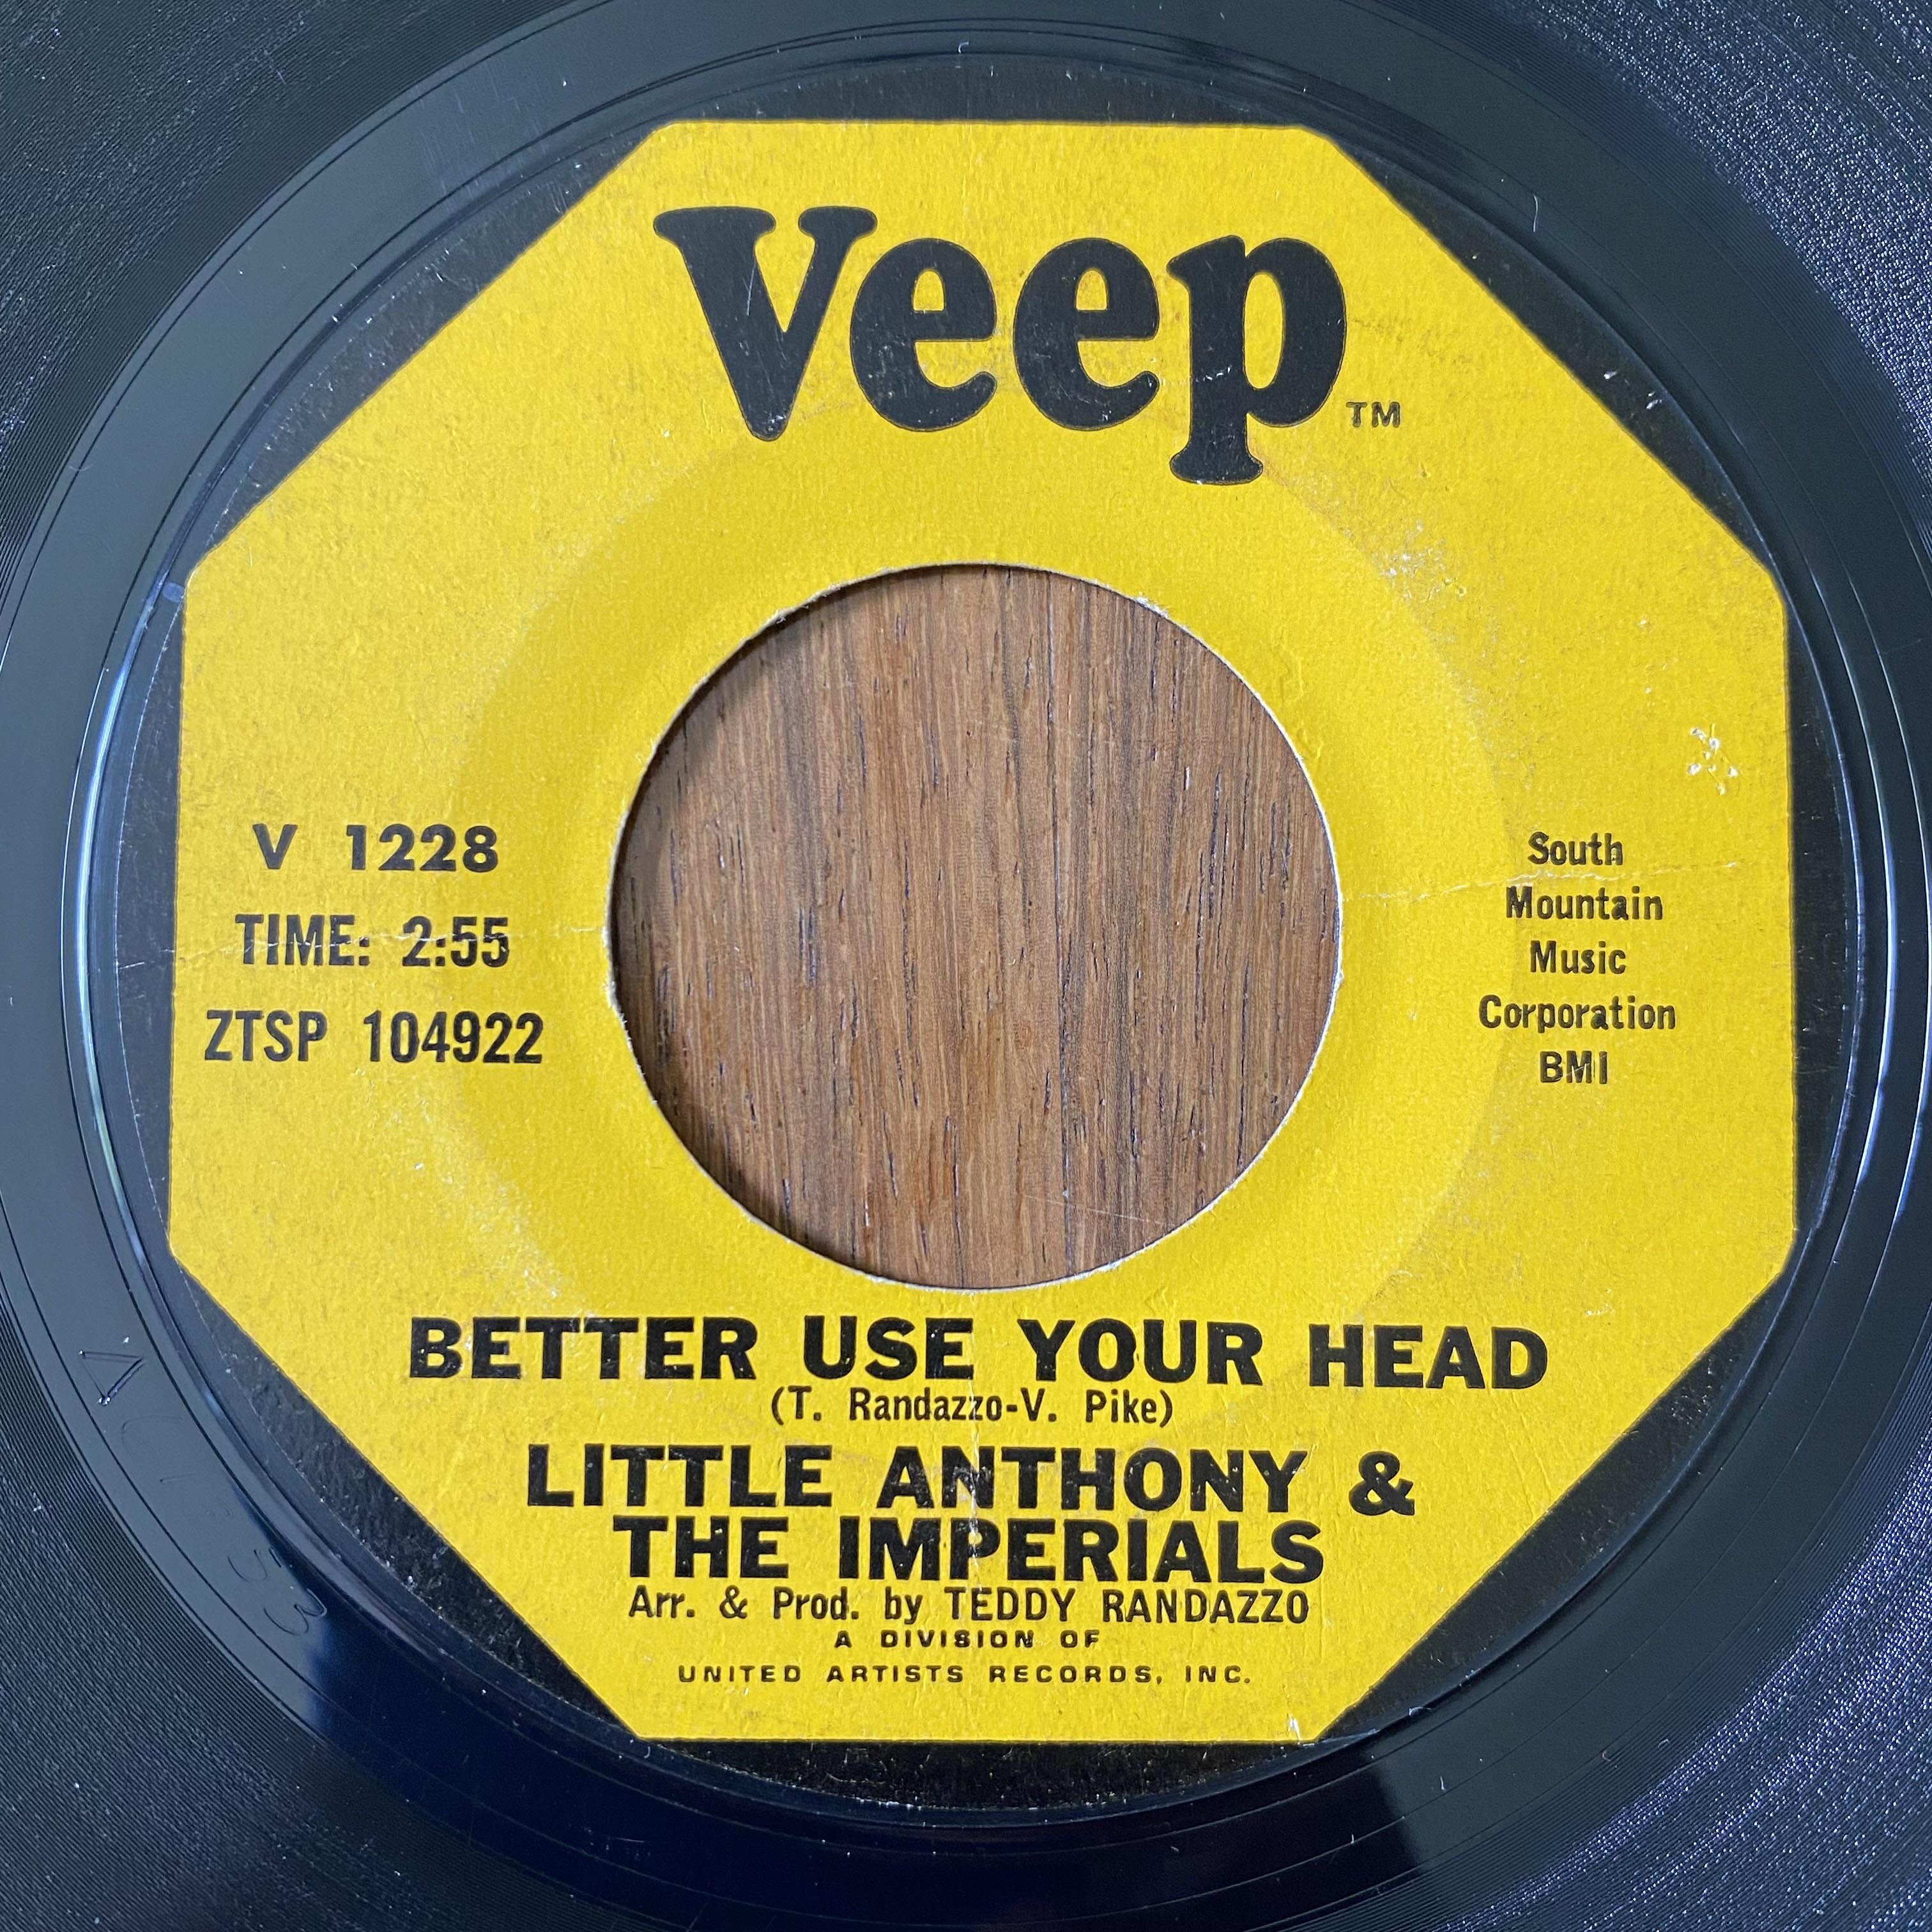 Veep TM
V 1228
TIME: 2:55
ZTSP 104922
South
Mountain
Music
Corporation
BMI
BETTER USE YOUR HEAD
(T. Randazzo-V. Pike)
LITTLE ANTHONY &
THE IMPERIALS
Arr. & Prod. by TEDDY RANDAZZO
A DIVISION OF
UNITED ARTISTS RECORDS, INC.